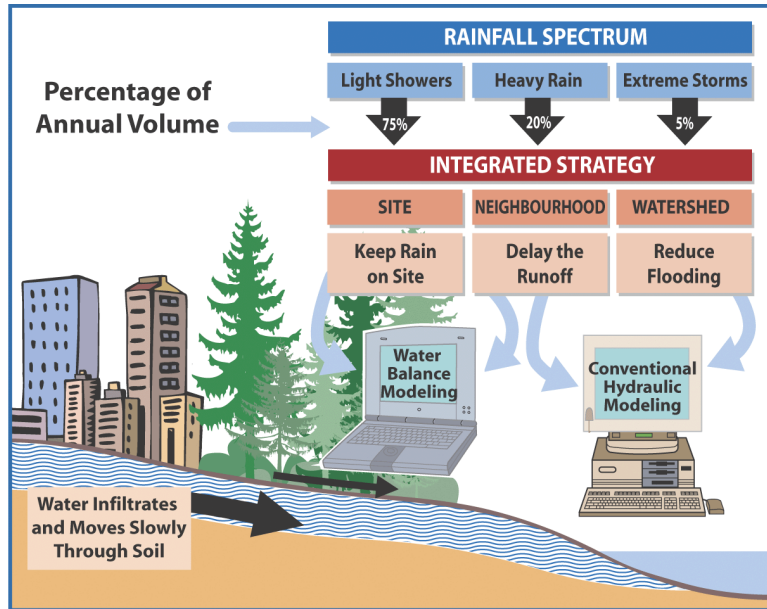 RAINFALL SPECTRUM
Light Showers
Heavy Rain
Extreme Storms
Percentage of
Annual Volume
75%
20%
5%
INTEGRATED STRATEGY
SITE
NEIGHBOURHOOD
WATERSHED
Keep Rain
on Site
Delay the
Runoff
Reduce
Flooding
Water
Balance
Modeling
Conventional
Hydraulic
Modeling
Water Infiltrates
and Moves Slowly
Through Soil